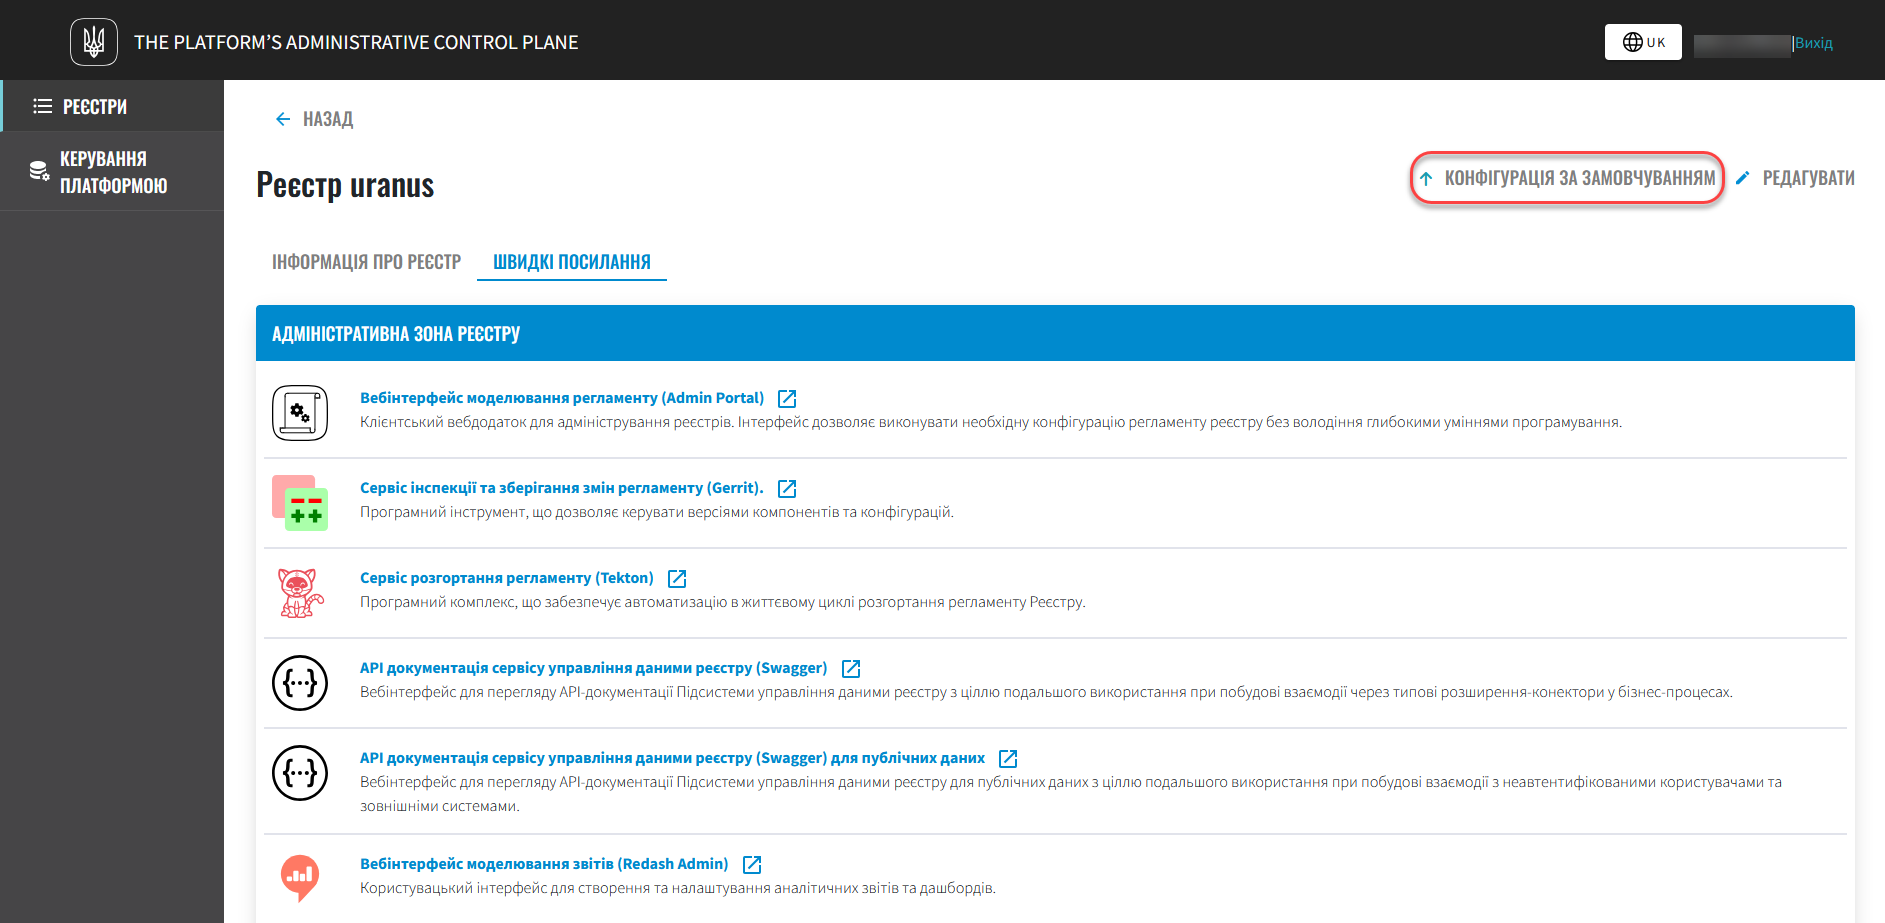 THE PLATFORM’S ADMINISTRATIVE CONTROL PLANE
UK
Вихід
РЕЄСТРИ
КЕРУВАННЯ
ПЛАТФОРМОЮ
НАЗАД
Реєстр uranus
КОНФІГУРАЦІЯ ЗА ЗАМОВЧУВАННЯМ
РЕДАГУВАТИ
ІНФОРМАЦІЯ ПРО РЕЄСТР
ШВИДКІ ПОСИЛАННЯ
АДМІНІСТРАТИВНА ЗОНА РЕЄСТРУ
Вебінтерфейс моделювання регламенту (Admin Portal)
Клієнтський вебдодаток для адміністрування реєстрів. Інтерфейс дозволяє виконувати необхідну конфігурацію регламенту реєстру без володіння глибокими уміннями програмування.
Сервіс інспекції та зберігання змін регламенту (Gerrit).
Програмний інструмент, що дозволяє керувати версіями компонентів та конфігурацій.
Сервіс розгортання регламенту (Tekton)
Програмний комплекс, що забезпечує автоматизацію в життєвому циклі розгортання регламенту Реєстру.
API документація сервісу управління даними реєстру (Swagger)
Вебінтерфейс для перегляду API-документації Підсистеми управління даними реєстру з ціллю подальшого використання при побудові взаємодії через типові розширення-конектори у бізнес-процесах.
API документація сервісу управління даними реєстру (Swagger) для публічних даних
Вебінтерфейс для перегляду API-документації Підсистеми управління даними реєстру для публічних даних з ціллю подальшого використання при побудові взаємодії з неавтентифікованими користувачами та
зовнішніми системами.
Вебінтерфейс моделювання звітів (Redash Admin)
Користувацький інтерфейс для створення та налаштування аналітичних звітів та дашбордів.